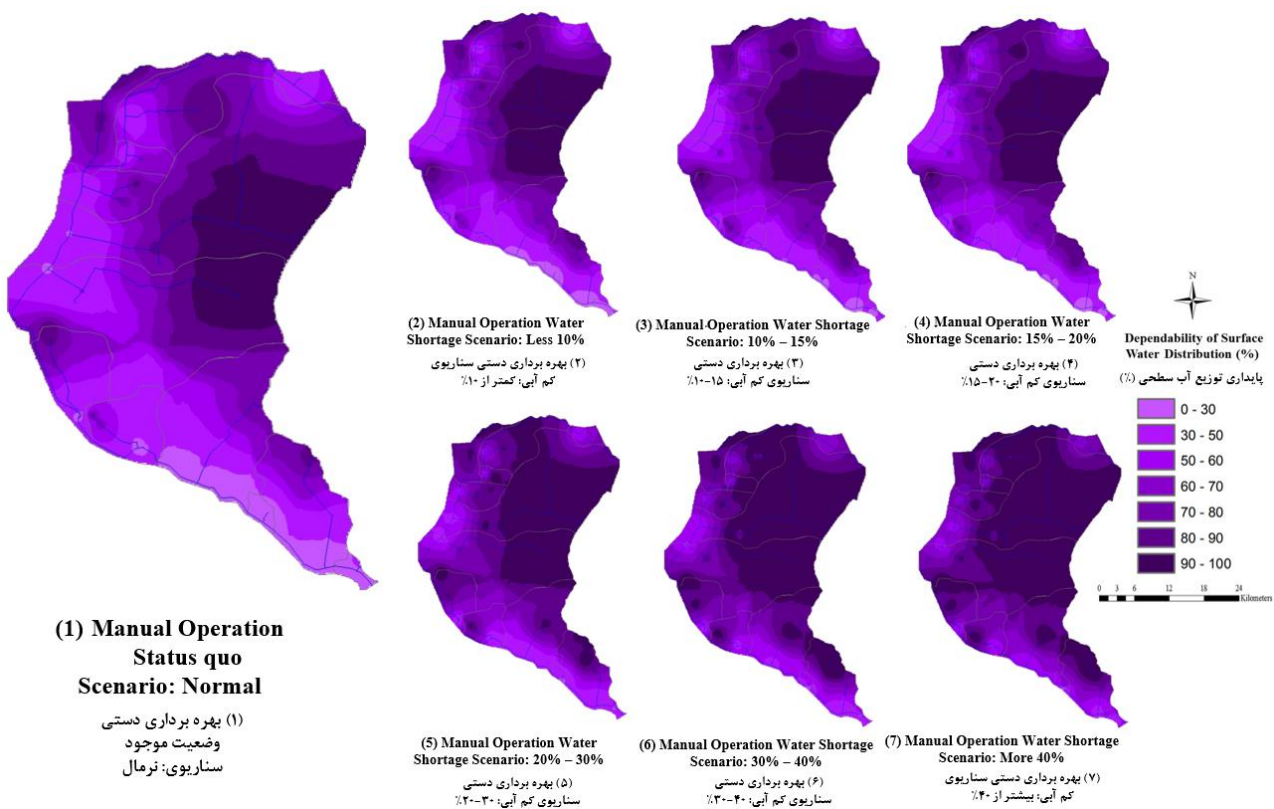 (1) Manual Operation
Status quo
Scenario: Normal
(۱) بهره برداری دستی
وضعیت موجود
سناریوی: نرمال
(2) Manual Operation Water
Shortage Scenario: Less 10%
(۲) بهره برداری دستی سناریوی
کم آبی: کمتر از ۱۰٪
(3) Manual Operation Water Shortage
Scenario: 10% – 15%
(۳) بهره برداری دستی
سناریوی کم آبی: ۱۵-۱۰٪
(4) Manual Operation Water
Shortage Scenario: 15% – 20%
(۴) بهره برداری دستی
سناریوی کم آبی: ۲۰-۱۵٪
(5) Manual Operation Water
Shortage Scenario: 20% – 30%
(۵) بهره برداری دستی
سناریوی کم آبی: ۳۰-۲۰٪
(6) Manual Operation Water Shortage
Scenario: 30% – 40%
(۶) بهره برداری دستی
سناریوی کم آبی: ۴۰-۳۰٪
(7) Manual Operation Water Shortage
Scenario: More 40%
(۷) بهره برداری دستی سناریوی
کم آبی: بیشتر از ۴۰٪
N
Dependability of Surface
Water Distribution (%)
پایداری توزیع آب سطحی (٪)
0 - 30
30 - 50
50 - 60
60 - 70
70 - 80
80 - 90
90 - 100
0 3 6 12 18 24
Kilometers